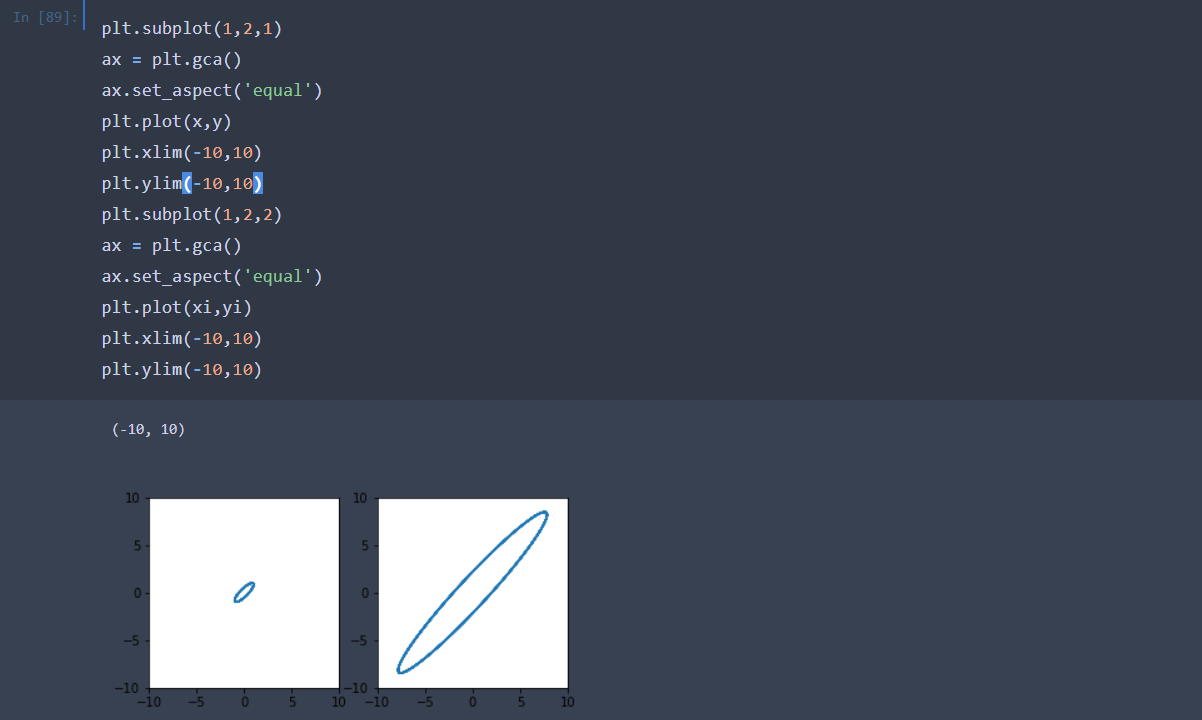 In [89]:
plt.subplot(1,2,1)
ax = plt.gca()
ax.set_aspect('equal')
plt.plot(x,y)
plt.xlim(-10,10)
plt.ylim(-10,10)
plt.subplot(1,2,2)
ax = plt.gca()
ax.set_aspect('equal')
plt.plot(xi,yi)
plt.xlim(-10,10)
plt.ylim(-10,10)
(-10, 10)
10
5
0
−5
−10
−10 −5 0 5 10
10
5
0
−5
−10
−10 −5 0 5 10